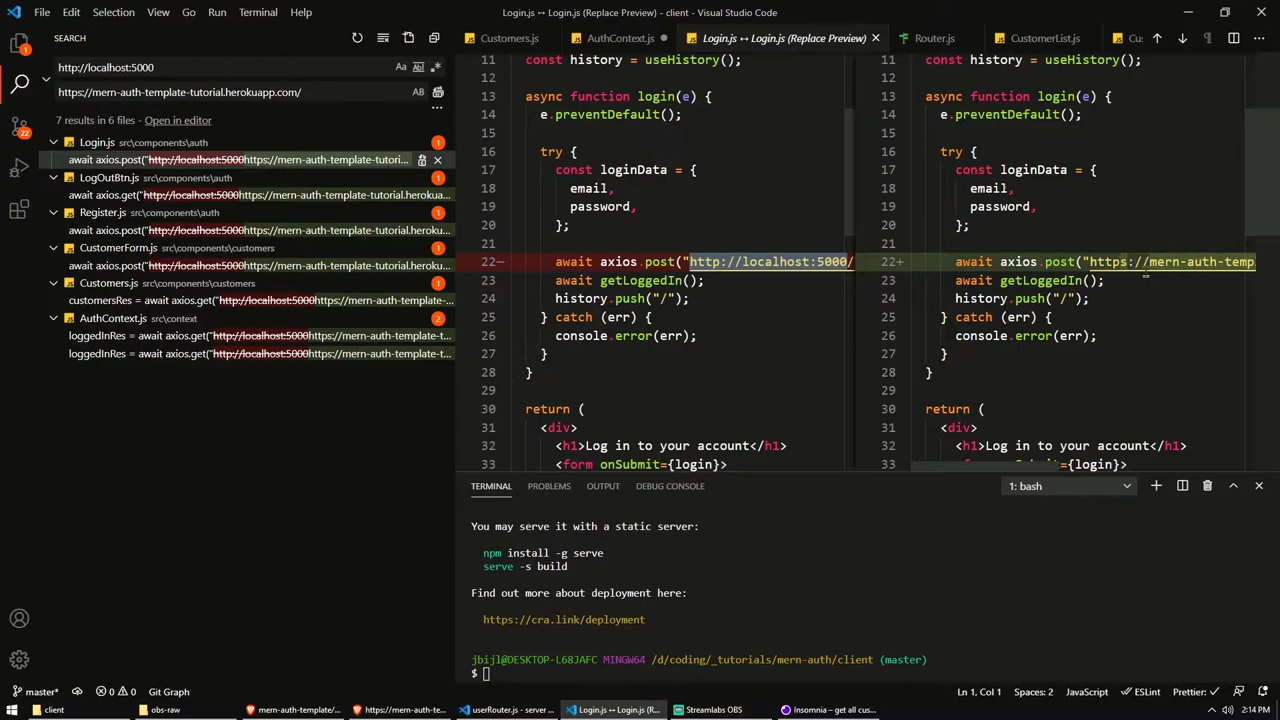 File Edit Selection View Go Run Terminal Help
Login.js ↔ Login.js (Replace Preview) - client - Visual Studio Code
SEARCH
http://localhost:5000
https://mern-auth-template-tutorial.herokuapp.com/
7 results in 6 files - Open in editor
Login.js src\components\auth 1
await axios.post("http://localhost:5000https://mern-auth-template-tutori...
LogOutBtn.js src\components\auth 1
await axios.get("http://localhost:5000https://mern-auth-template-tutorial.heroku...
Register.js src\components\auth 1
await axios.post("http://localhost:5000https://mern-auth-template-tutorial.heroku...
CustomerForm.js src\components\customers 1
await axios.post("http://localhost:5000https://mern-auth-template-tutorial.heroku...
Customers.js src\components\customers 1
customersRes = await axios.get("http://localhost:5000https://mern-auth-template-...
AuthContext.js src\context 2
loggedInRes = await axios.get("http://localhost:5000https://mern-auth-template-t...
loggedInRes = await axios.get("http://localhost:5000https://mern-auth-template-t...
Customers.js AuthContext.js Login.js ↔ Login.js (Replace Preview) Router.js CustomerList.js Cu
11 const history = useHistory();
12
13 async function login(e) {
14 e.preventDefault();
15
16 try {
17 const loginData = {
18 email,
19 password,
20 };
21
22 await axios.post("http://localhost:5000/
23 await getLoggedIn();
24 history.push("/");
25 } catch (err) {
26 console.error(err);
27 }
28 }
29
30 return (
31 <div>
32 <h1>Log in to your account</h1>
33 <form onSubmit={login}>
11 const history = useHistory();
12
13 async function login(e) {
14 e.preventDefault();
15
16 try {
17 const loginData = {
18 email,
19 password,
20 };
21
22+ await axios.post("https://mern-auth-temp
23 await getLoggedIn();
24 history.push("/");
25 } catch (err) {
26 console.error(err);
27 }
28 }
29
30 return (
31 <div>
32 <h1>Log in to your account</h1>
33 <form onSubmit={login}>
TERMINAL PROBLEMS OUTPUT DEBUG CONSOLE
1: bash
You may serve it with a static server:
npm install -g serve
serve -s build
Find out more about deployment here:
https://cra.link/deployment
jbijl@DESKTOP-L68JAFC MINGW64 /d/coding/_tutorials/mern-auth/client (master)
$
22
master* 0 0 Git Graph
Ln 1, Col 1 Spaces: 2 JavaScript ESLint Prettier: ✓
client obs-raw mern-auth-template/... https://mern-auth-te... userRouter.js - server ... Login.js ↔ Login.js (R... Streamlabs OBS Insomnia – get all cus...
2:14 PM